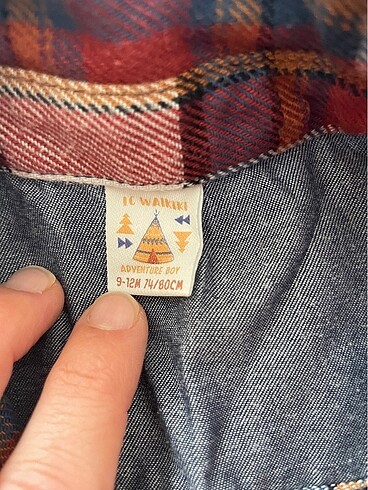 LC WAIKIKI
ADVENTURE BOY
9-12M 74/80CM